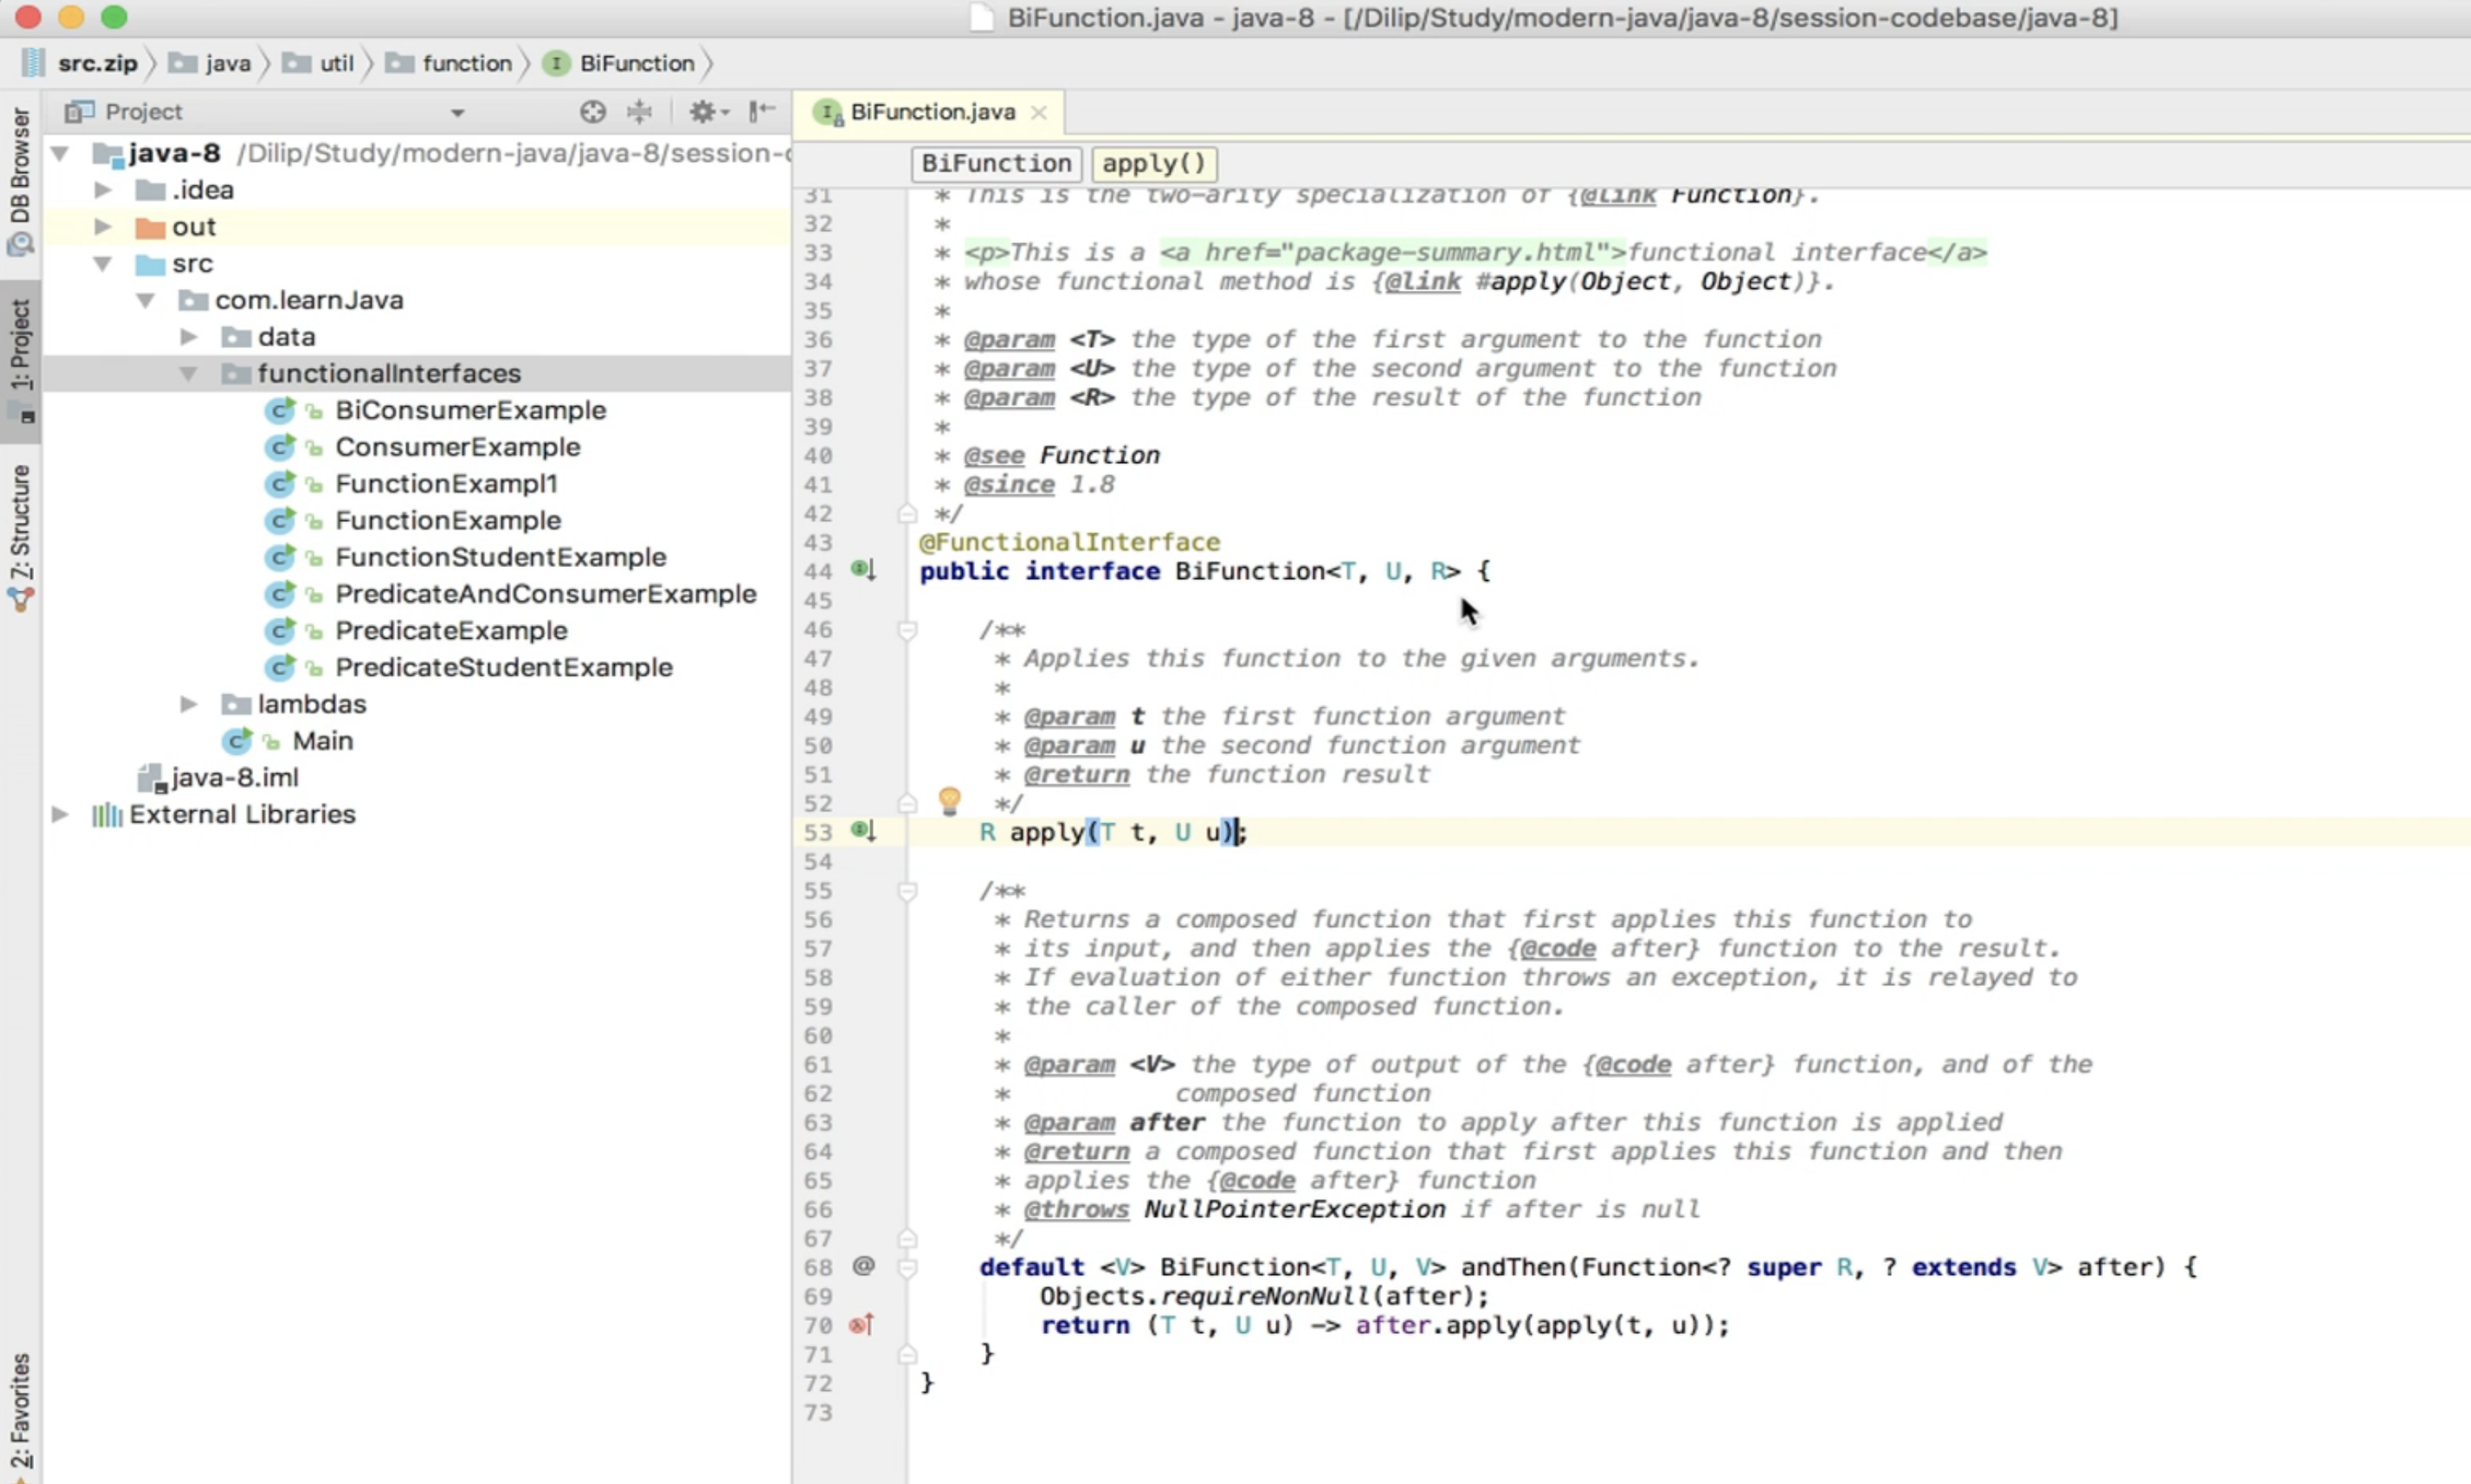 BiFunction.java - java-8 - [/Dilip/Study/modern-java/java-8/session-codebase/java-8]
src.zip java util function I BiFunction
Project
I BiFunction.java
BiFunction apply()
DB Browser
1: Project
7: Structure
2: Favorites
java-8 /Dilip/Study/modern-java/java-8/session-c
.idea
out
src
com.learnJava
data
functionalInterfaces
C BiConsumerExample
C ConsumerExample
C FunctionExampl1
C FunctionExample
C FunctionStudentExample
C PredicateAndConsumerExample
C PredicateExample
C PredicateStudentExample
lambdas
C Main
java-8.iml
External Libraries
31 * This is the two-arity specialization of {@link Function}.
32 *
33 * <p>This is a <a href="package-summary.html">functional interface</a>
34 * whose functional method is {@link #apply(Object, Object)}.
35 *
36 * @param <T> the type of the first argument to the function
37 * @param <U> the type of the second argument to the function
38 * @param <R> the type of the result of the function
39 *
40 * @see Function
41 * @since 1.8
42 */
43 @FunctionalInterface
44 public interface BiFunction<T, U, R> {
45
46 /**
47 * Applies this function to the given arguments.
48 *
49 * @param t the first function argument
50 * @param u the second function argument
51 * @return the function result
52 */
53 R apply(T t, U u);
54
55 /**
56 * Returns a composed function that first applies this function to
57 * its input, and then applies the {@code after} function to the result.
58 * If evaluation of either function throws an exception, it is relayed to
59 * the caller of the composed function.
60 *
61 * @param <V> the type of output of the {@code after} function, and of the
62 * composed function
63 * @param after the function to apply after this function is applied
64 * @return a composed function that first applies this function and then
65 * applies the {@code after} function
66 * @throws NullPointerException if after is null
67 */
68 @ default <V> BiFunction<T, U, V> andThen(Function<? super R, ? extends V> after) {
69 Objects.requireNonNull(after);
70 return (T t, U u) -> after.apply(apply(t, u));
71 }
72 }
73